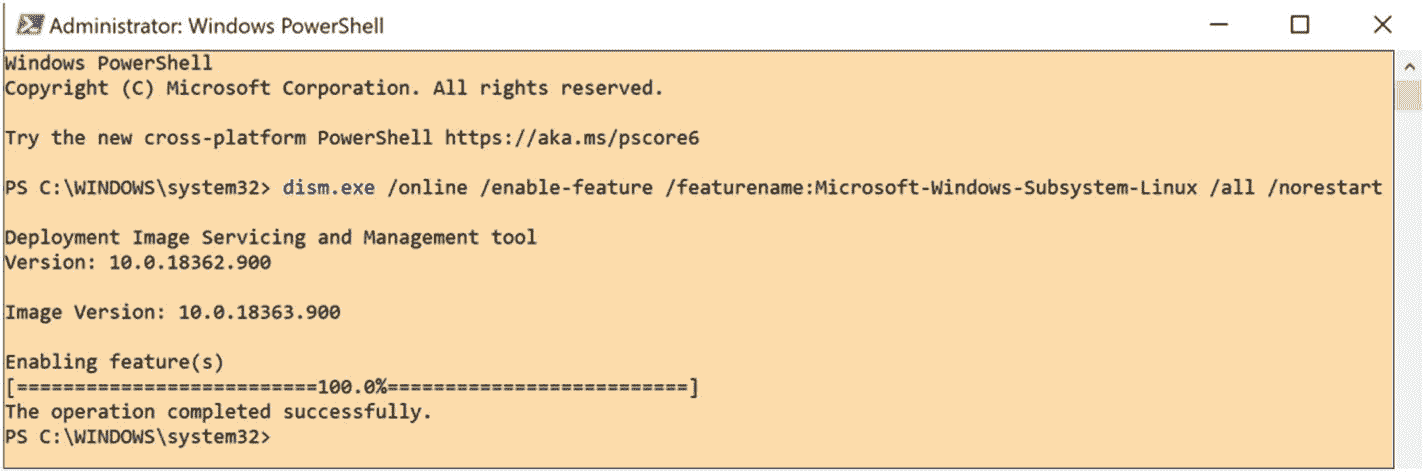 Administrator: Windows PowerShell
Windows PowerShell
Copyright (C) Microsoft Corporation. All rights reserved.
Try the new cross-platform PowerShell https://aka.ms/pscore6
PS C:\WINDOWS\system32> dism.exe /online /enable-feature /featurename:Microsoft-Windows-Subsystem-Linux /all /norestart
Deployment Image Servicing and Management tool
Version: 10.0.18362.900
Image Version: 10.0.18363.900
Enabling feature(s)
[==========================100.0%==========================]
The operation completed successfully.
PS C:\WINDOWS\system32>